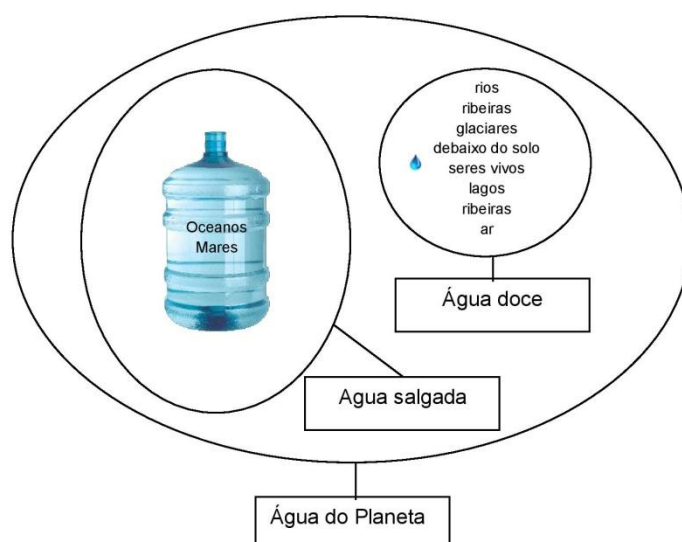 Oceanos
Mares
rios
ribeiras
glaciares
debaixo do solo
seres vivos
lagos
ribeiras
ar
Água doce
Agua salgada
Água do Planeta